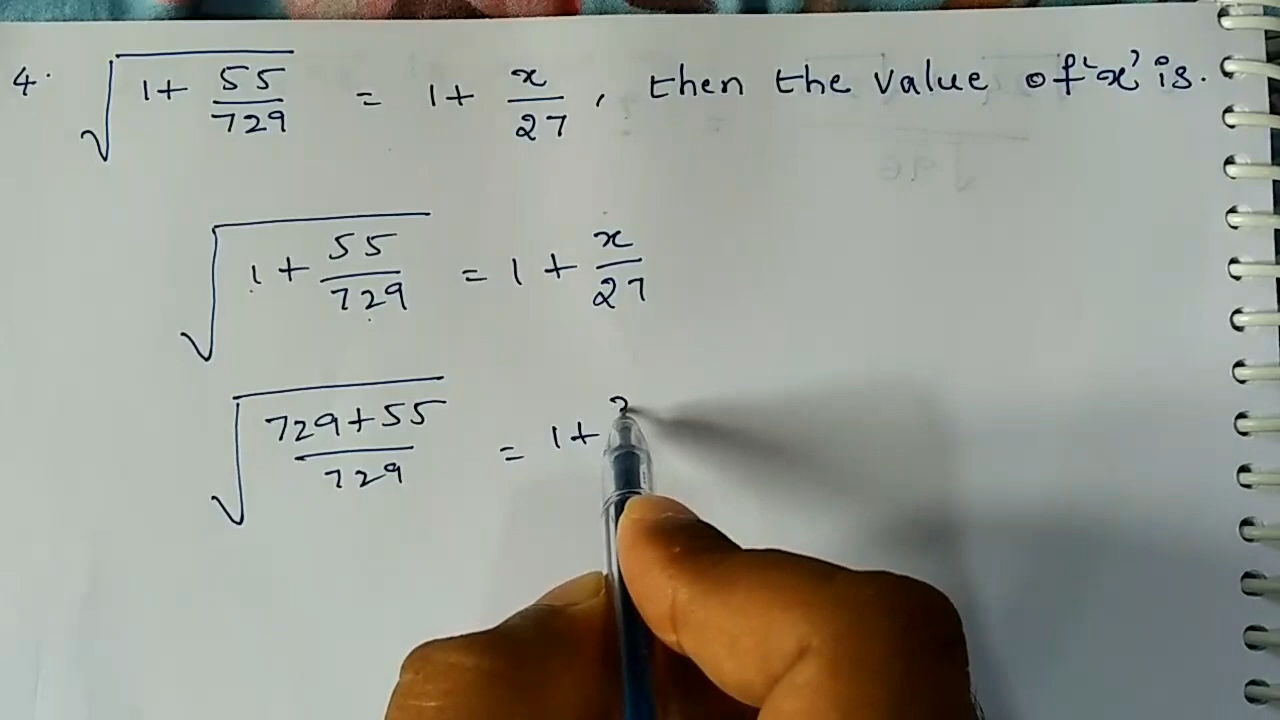 4. √(1 + 55/729) = 1 + x/27, then the value of 'x' is.
√(1 + 55/729) = 1 + x/27
√((729 + 55)/729) = 1 +